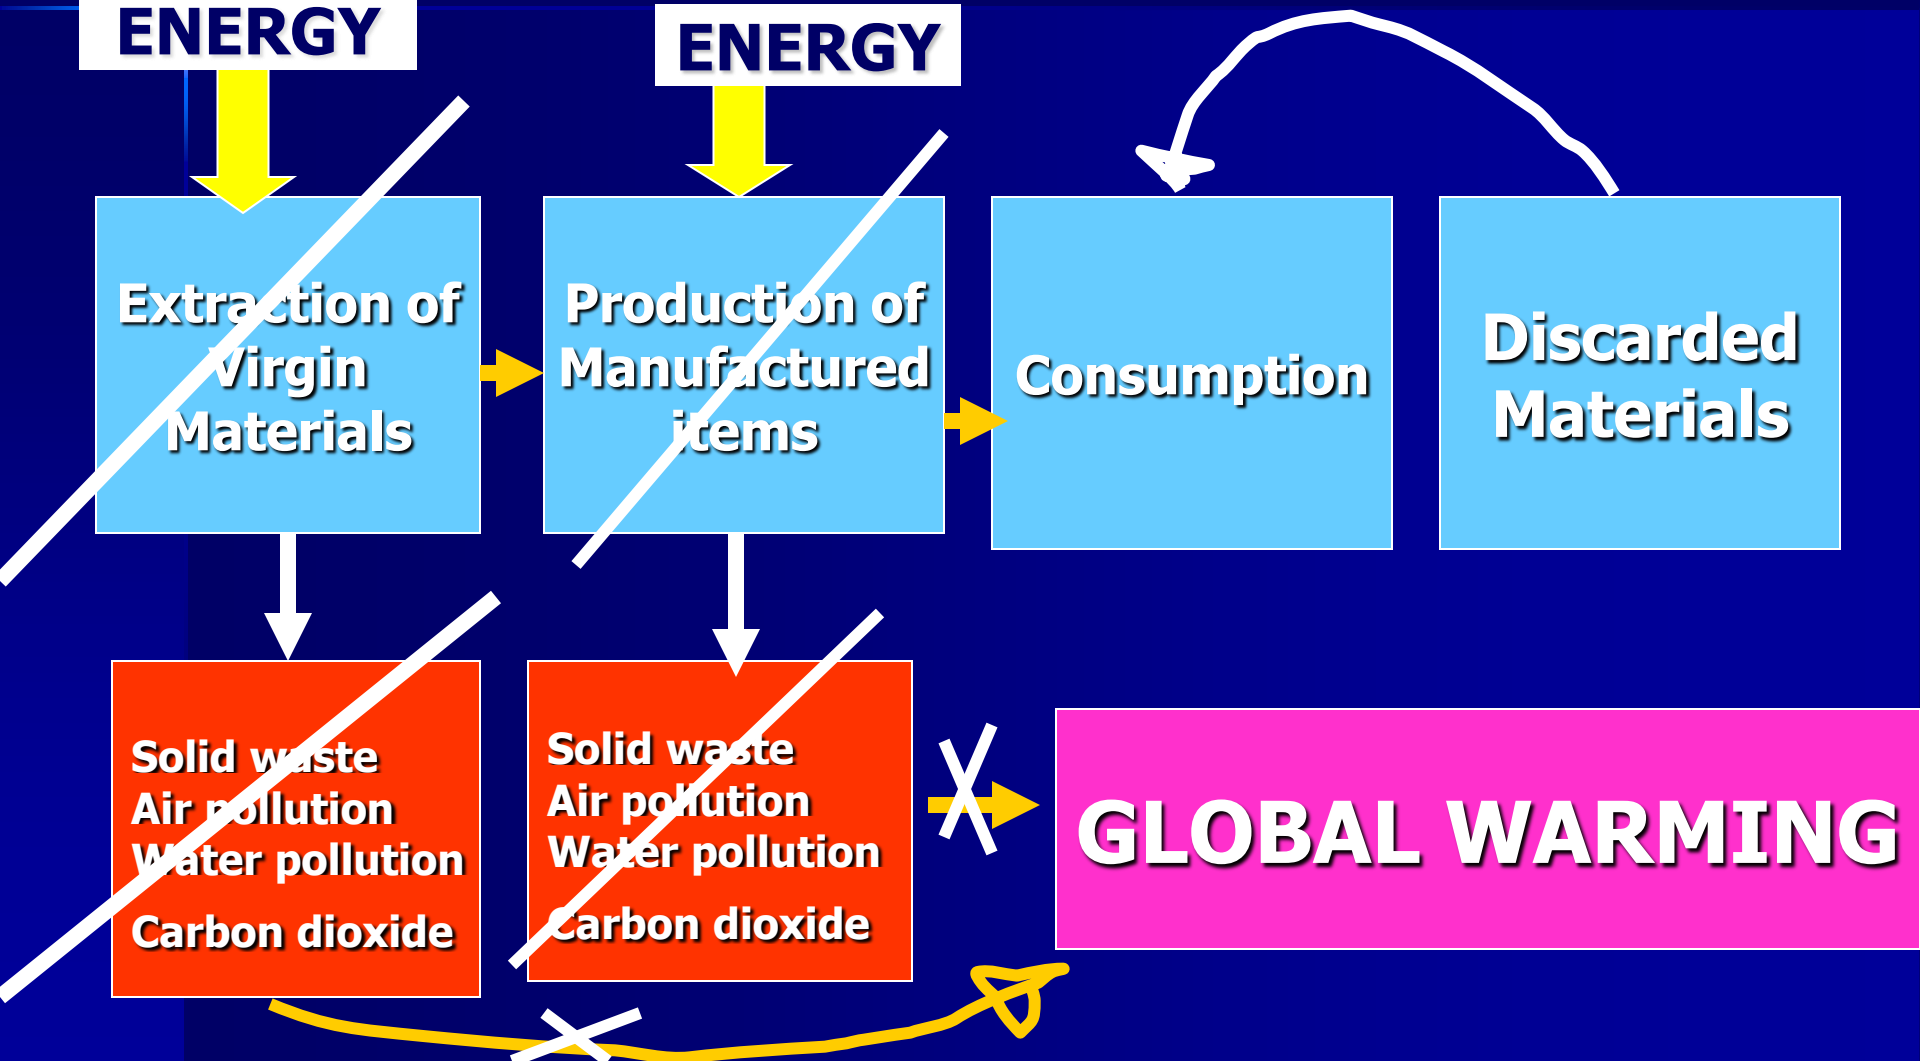 ENERGY
ENERGY
Extraction of
Virgin
Materials
Production of
Manufactured
items
Consumption
Discarded
Materials
Solid waste
Air pollution
Water pollution
Carbon dioxide
Solid waste
Air pollution
Water pollution
Carbon dioxide
GLOBAL WARMING